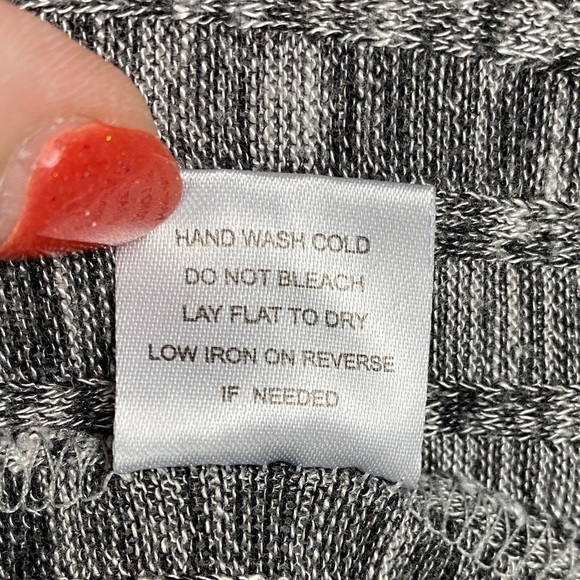 HAND WASH COLD
DO NOT BLEACH
LAY FLAT TO DRY
LOW IRON ON REVERSE
IF NEEDED